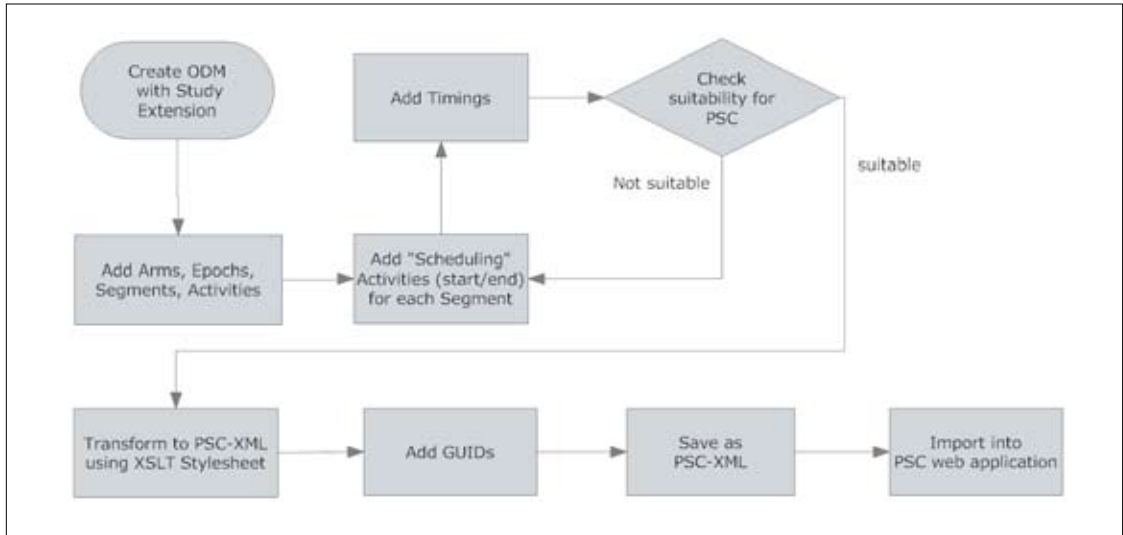 Create ODM
with Study
Extension
Add Arms, Epochs,
Segments, Activities
Add "Scheduling"
Activities (start/end)
for each Segment
Add Timings
Check
suitability for
PSC
Not suitable
suitable
Transform to PSC-XML
using XSLT Stylesheet
Add GUIDs
Save as
PSC-XML
Import into
PSC web application